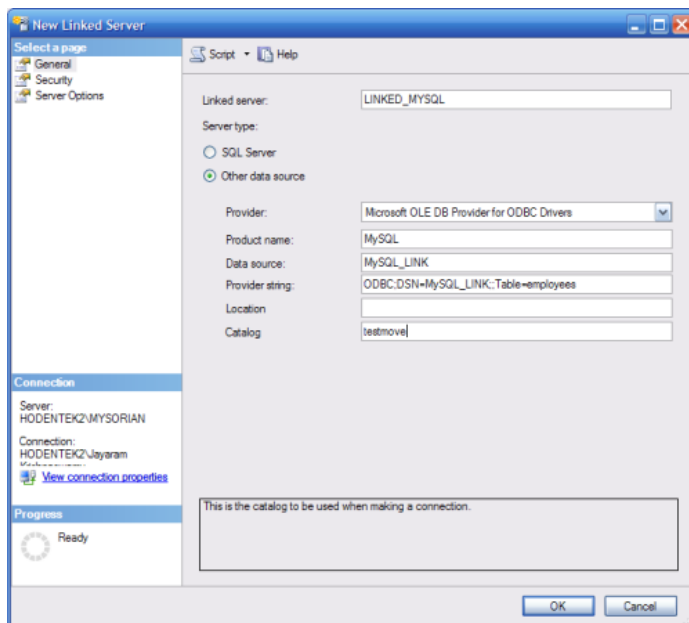 New Linked Server
Select a page
General
Security
Server Options
Script Help
Linked server: LINKED_MYSQL
Server type:
SQL Server
Other data source
Provider: Microsoft OLE DB Provider for ODBC Drivers
Product name: MySQL
Data source: MySQL_LINK
Provider string: ODBC;DSN=MySQL_LINK;;Table=employees
Location
Catalog testmove
Connection
Server:
HODENTEK2\MYSORIAN
Connection:
HODENTEK2\Jayaram
View connection properties
Progress
Ready
This is the catalog to be used when making a connection.
OK Cancel